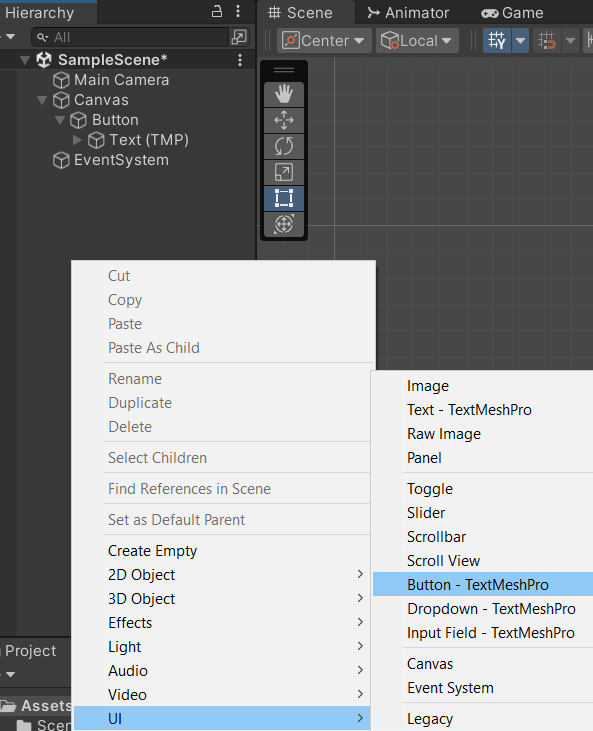 Hierarchy
Scene
Animator
Game
All
Center
Local
SampleScene*
Main Camera
Canvas
Button
Text (TMP)
EventSystem
Cut
Copy
Paste
Paste As Child
Rename
Duplicate
Delete
Select Children
Find References in Scene
Set as Default Parent
Create Empty
2D Object
3D Object
Effects
Light
Audio
Video
UI
Image
Text - TextMeshPro
Raw Image
Panel
Toggle
Slider
Scrollbar
Scroll View
Button - TextMeshPro
Dropdown - TextMeshPro
Input Field - TextMeshPro
Canvas
Event System
Legacy
Project
Assets